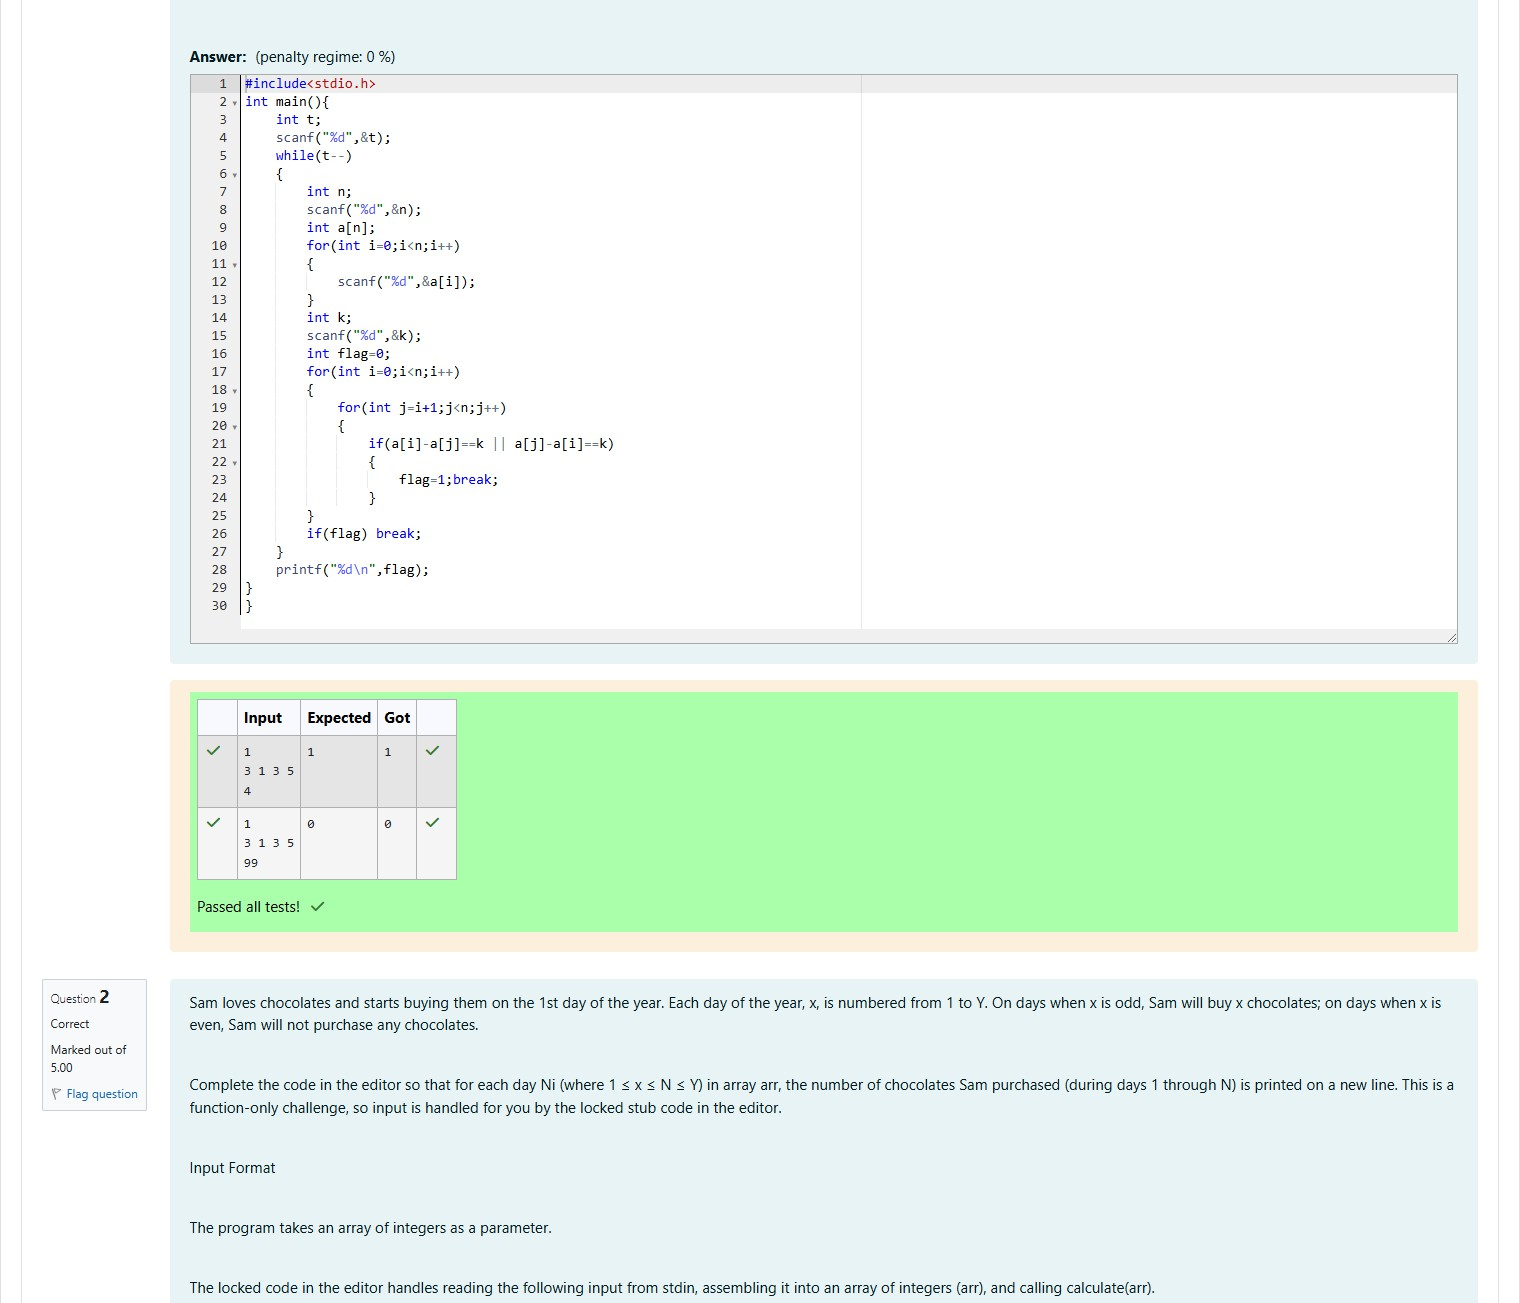 Answer: (penalty regime: 0 %)
1 #include<stdio.h>
2 int main(){
3     int t;
4     scanf("%d",&t);
5     while(t--)
6     {
7         int n;
8         scanf("%d",&n);
9         int a[n];
10         for(int i=0;i<n;i++)
11         {
12             scanf("%d",&a[i]);
13         }
14         int k;
15         scanf("%d",&k);
16         int flag=0;
17         for(int i=0;i<n;i++)
18         {
19             for(int j=i+1;j<n;j++)
20             {
21                 if(a[i]-a[j]==k || a[j]-a[i]==k)
22                 {
23                     flag=1;break;
24                 }
25         }
26         if(flag) break;
27     }
28     printf("%d\n",flag);
29 }
30 }
Input Expected Got
1 1 1
3 1 3 5
4
1 0 0
3 1 3 5
99
Passed all tests!
Question 2
Correct
Marked out of
5.00
Flag question
Sam loves chocolates and starts buying them on the 1st day of the year. Each day of the year, x, is numbered from 1 to Y. On days when x is odd, Sam will buy x chocolates; on days when x is
even, Sam will not purchase any chocolates.
Complete the code in the editor so that for each day Ni (where 1 ≤ x ≤ N ≤ Y) in array arr, the number of chocolates Sam purchased (during days 1 through N) is printed on a new line. This is a
function-only challenge, so input is handled for you by the locked stub code in the editor.
Input Format
The program takes an array of integers as a parameter.
The locked code in the editor handles reading the following input from stdin, assembling it into an array of integers (arr), and calling calculate(arr).